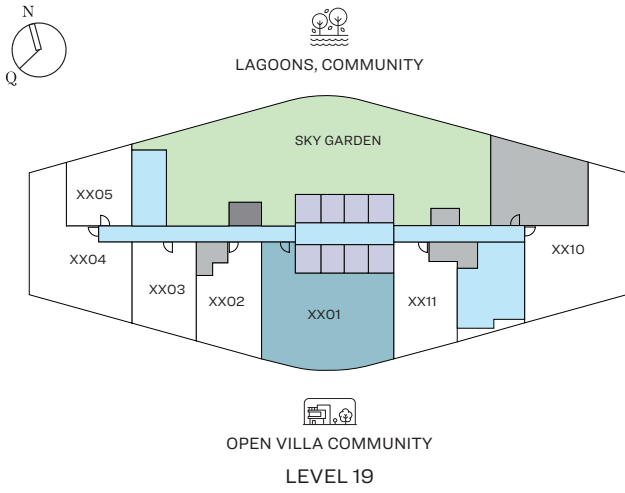 N
Q
LAGOONS, COMMUNITY
SKY GARDEN
XX05
XX04
XX03
XX02
XX01
XX11
XX10
OPEN VILLA COMMUNITY
LEVEL 19